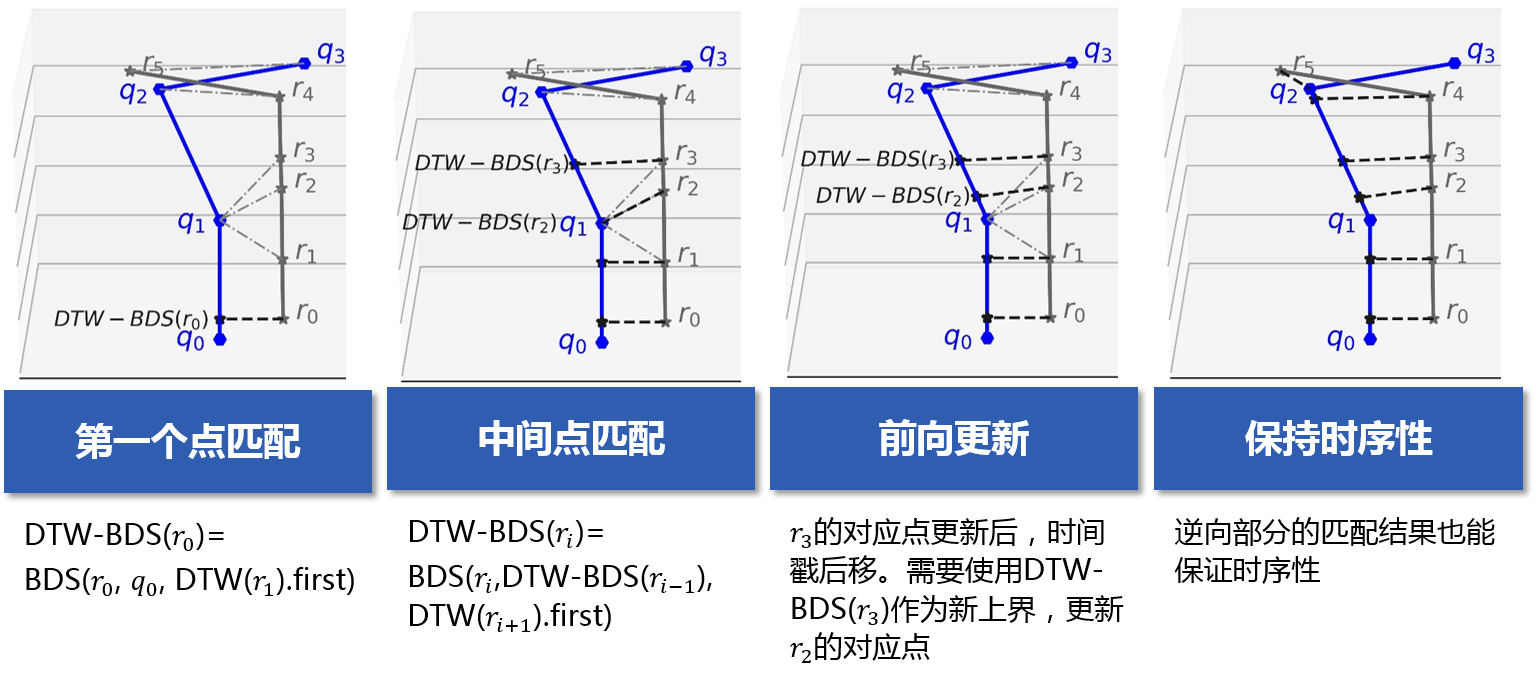 r₅
q₃
q₂
r₄
r₃
r₂
q₁
r₁
DTW − BDS(r₀)
r₀
q₀
第一个点匹配
DTW-BDS(𝑟₀)=
BDS(𝑟₀, 𝑞₀, DTW(𝑟₁).first)
r₅
q₃
q₂
r₄
DTW − BDS(r₃)
r₃
r₂
DTW − BDS(r₂)
q₁
r₁
r₀
q₀
中间点匹配
DTW-BDS(𝑟ᵢ)=
BDS(𝑟ᵢ,DTW-BDS(𝑟ᵢ₋₁),
DTW(𝑟ᵢ₊₁).first)
r₅
q₃
q₂
r₄
DTW − BDS(r₃)
r₃
DTW − BDS(r₂)
r₂
q₁
r₁
r₀
q₀
前向更新
𝑟₃的对应点更新后，时间
戳后移。需要使用DTW-
BDS(𝑟₃)作为新上界，更新
𝑟₂的对应点
r₅
q₃
q₂
r₄
r₃
r₂
q₁
r₁
r₀
q₀
保持时序性
逆向部分的匹配结果也能
保证时序性